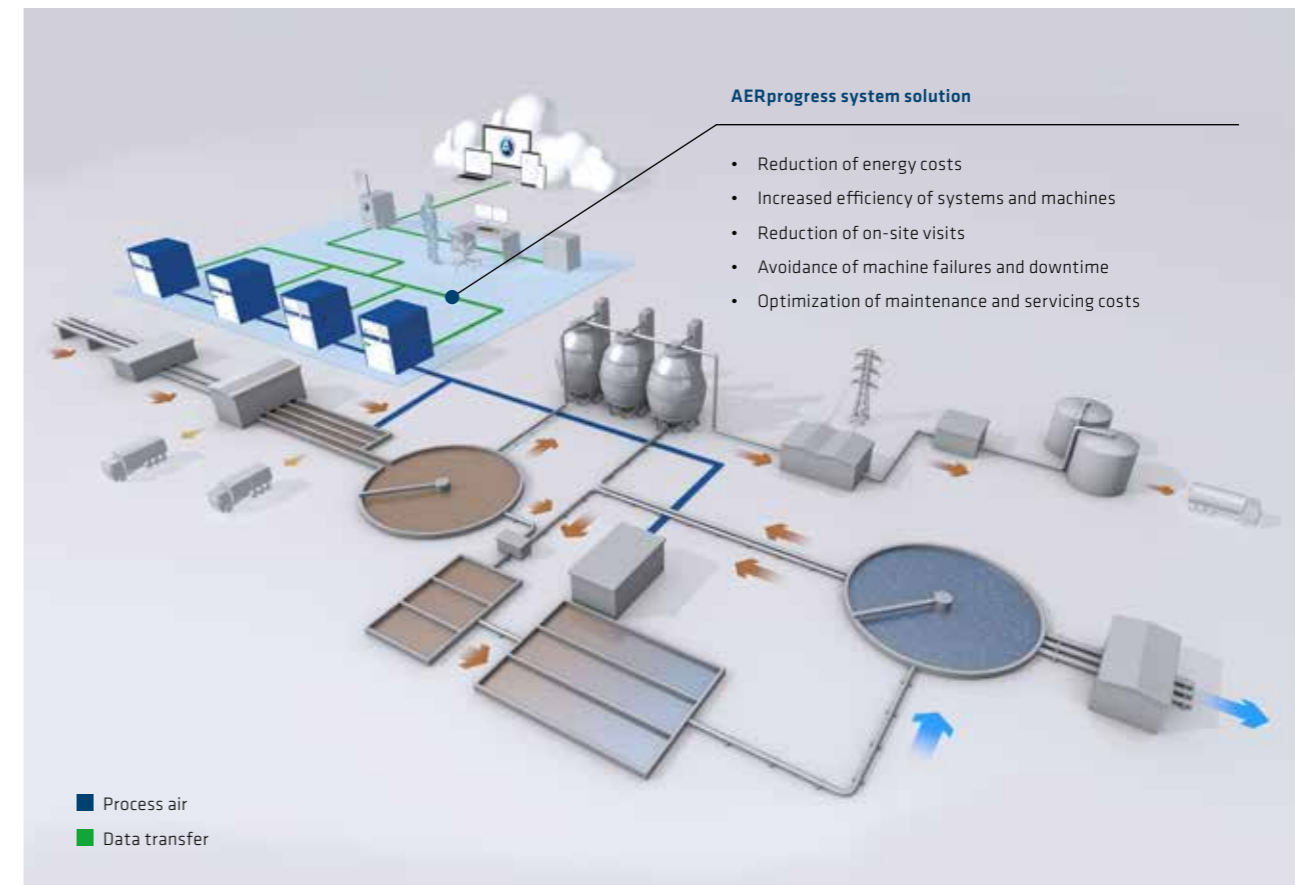 AERprogress system solution
• Reduction of energy costs
• Increased efficiency of systems and machines
• Reduction of on-site visits
• Avoidance of machine failures and downtime
• Optimization of maintenance and servicing costs
Process air
Data transfer